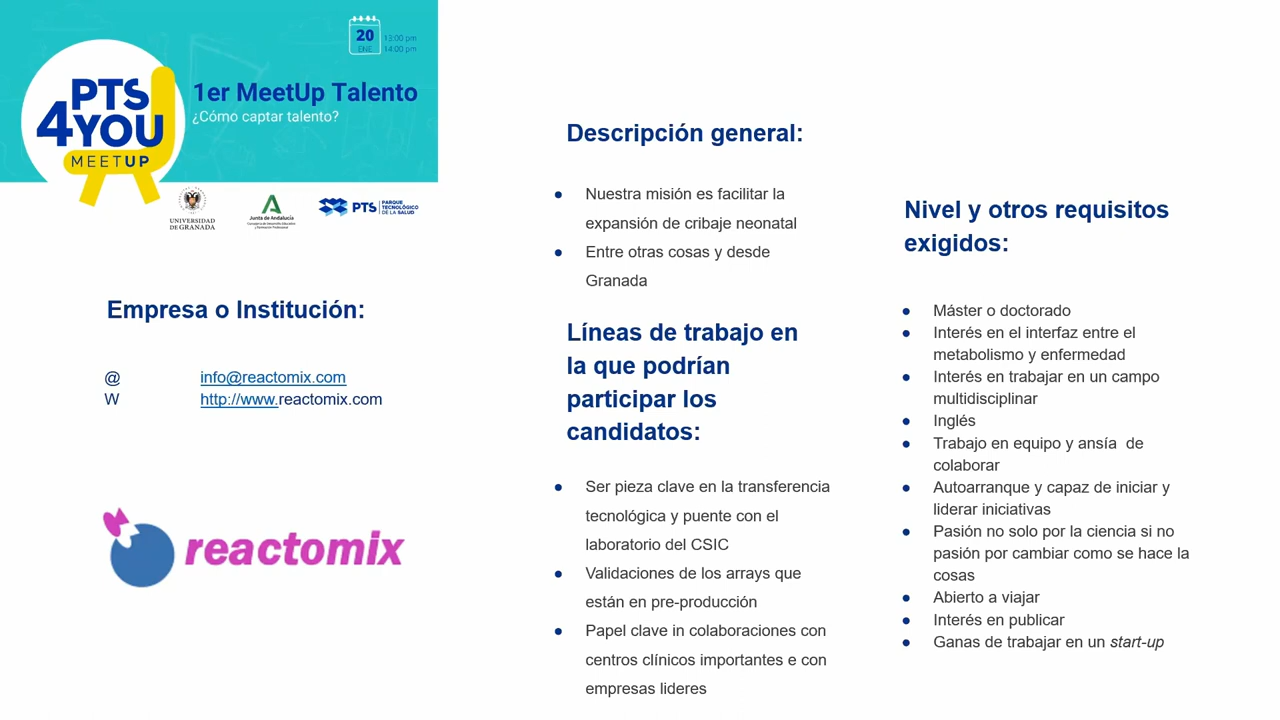 20
ENE
13:00 pm
14:00 pm
PTS
4YOU
MEETUP
1er MeetUp Talento
¿Cómo captar talento?
UNIVERSIDAD
DE GRANADA
Junta de Andalucía
PTS
PARQUE
TECNOLÓGICO
DE LA SALUD
Empresa o Institución:
@ info@reactomix.com
W http://www.reactomix.com
reactomix
Descripción general:
● Nuestra misión es facilitar la
expansión de cribaje neonatal
● Entre otras cosas y desde
Granada
Líneas de trabajo en
la que podrían
participar los
candidatos:
● Ser pieza clave en la transferencia
tecnológica y puente con el
laboratorio del CSIC
● Validaciones de los arrays que
están en pre-producción
● Papel clave in colaboraciones con
centros clínicos importantes e con
empresas lideres
Nivel y otros requisitos
exigidos:
● Máster o doctorado
● Interés en el interfaz entre el
metabolismo y enfermedad
● Interés en trabajar en un campo
multidisciplinar
● Inglés
● Trabajo en equipo y ansía de
colaborar
● Autoarranque y capaz de iniciar y
liderar iniciativas
● Pasión no solo por la ciencia si no
pasión por cambiar como se hace la
cosas
● Abierto a viajar
● Interés en publicar
● Ganas de trabajar en un start-up